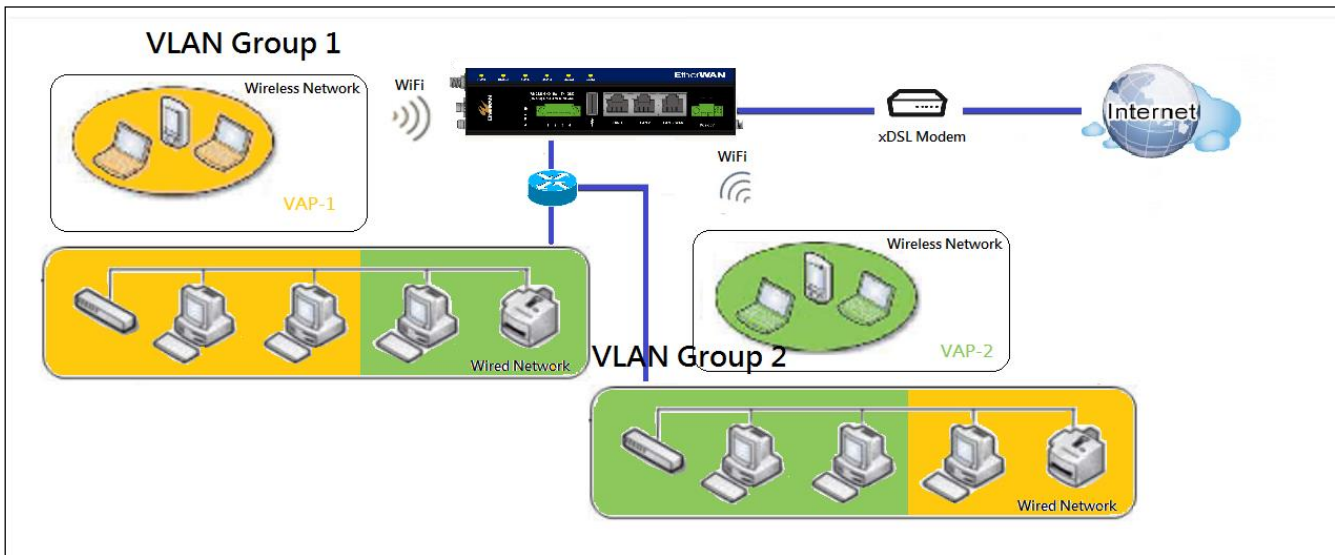 VLAN Group 1
Wireless Network
VAP-1
WiFi
EtherWAN
xDSL Modem
Internet
WiFi
Wireless Network
VAP-2
Wired Network
VLAN Group 2
Wired Network